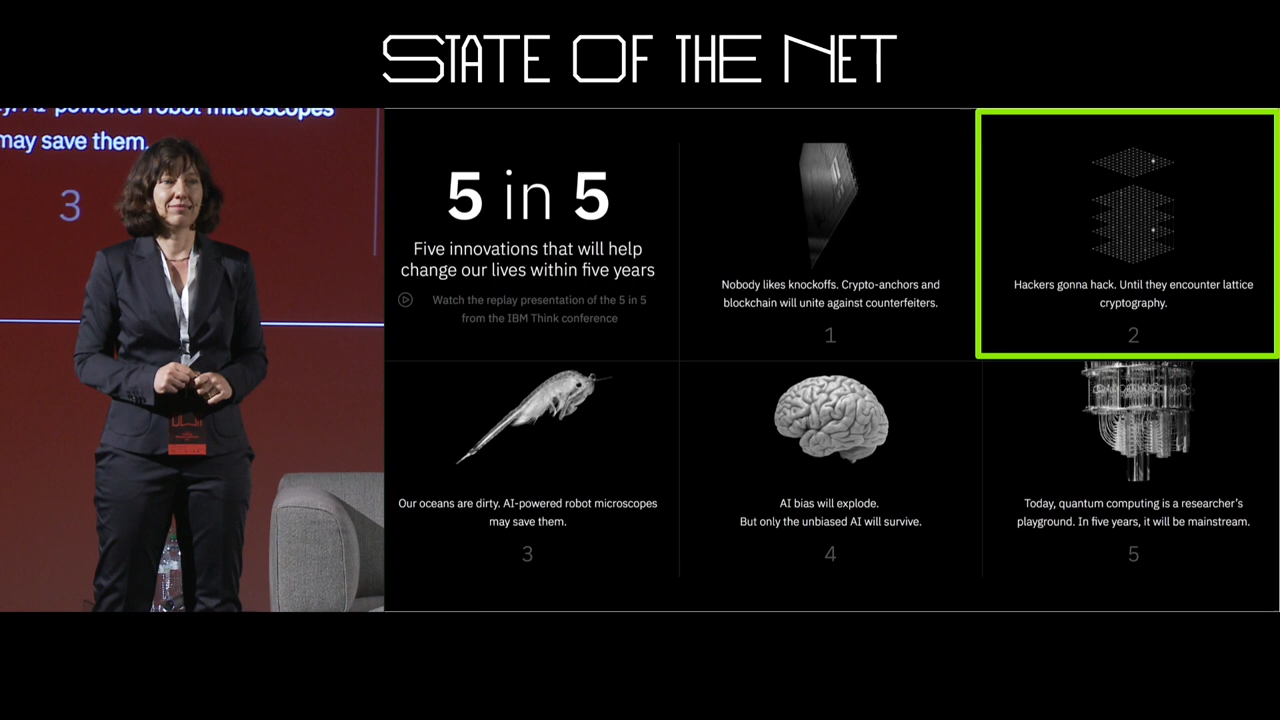 STATE OF THE NET
may save them.
3
5 in 5
Five innovations that will help
change our lives within five years
Watch the replay presentation of the 5 in 5
from the IBM Think conference
Nobody likes knockoffs. Crypto-anchors and
blockchain will unite against counterfeiters.
1
Hackers gonna hack. Until they encounter lattice
cryptography.
2
Our oceans are dirty. AI-powered robot microscopes
may save them.
3
AI bias will explode.
But only the unbiased AI will survive.
4
Today, quantum computing is a researcher's
playground. In five years, it will be mainstream.
5